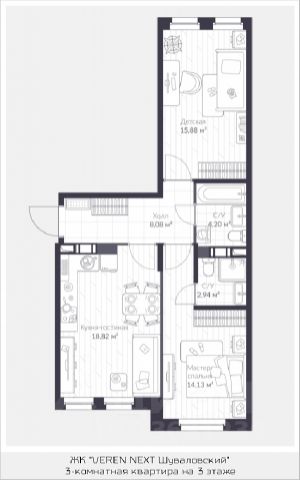 Детская
15.88 м²
Холл
8.08 м²
С/У
4.20 м²
С/У
2.94 м²
Кухня-гостиная
18.82 м²
Мастер
спальня
14.13 м²
ЖК "VEREN NEXT Шуваловский"
3-комнатная квартира на 3 этаже